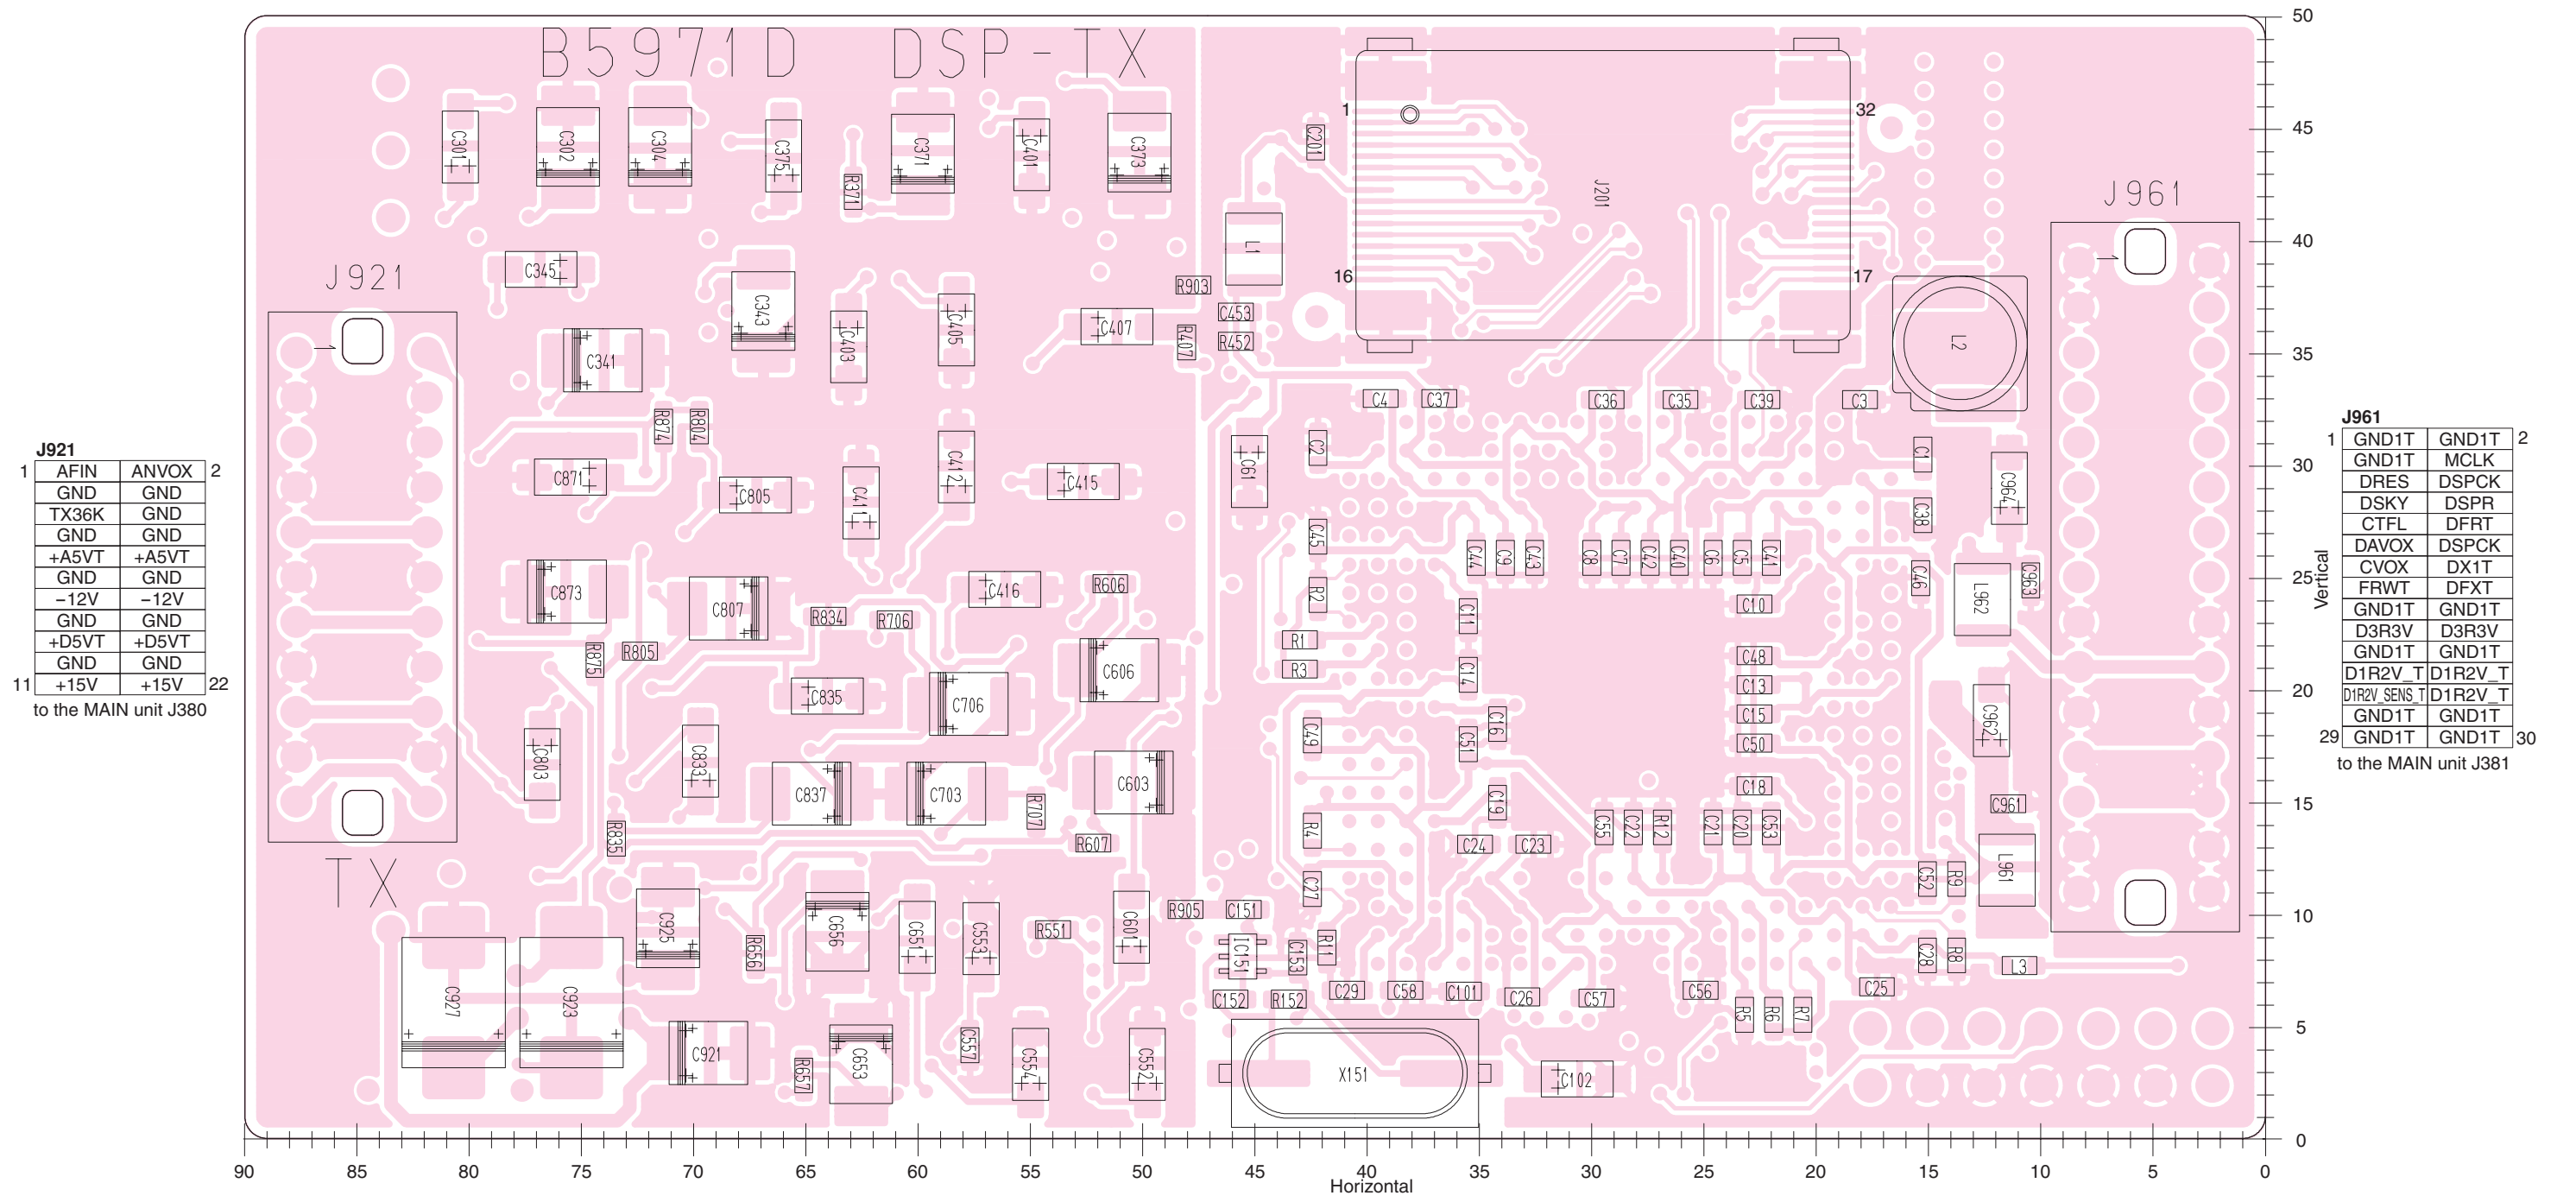 B5971D DSP-TX
50
45
40
35
30
25
20
15
10
5
0
Vertical
90 85 80 75 70 65 60 55 50 45 40 35 30 25 20 15 10 5 0
Horizontal
1 32
16 17
J201
J961
J921
TX
C301 C302 C304 C375 R371 C371 C401 C373 C201
C345 C343 C403 C405 C407 R903 L1 C453 R407 R452
C341 L2
R874 R804 C4 C37 C36 C35 C39 C3
C871 C805 C411 C412 C415 C61 C2 C1 C38 C964
C45 C44 C9 C43 C8 C7 C42 C40 C6 C5 C41 C46 L962 C963
C873 C807 R834 R706 C416 R606 R2 C11 C10
R875 R805 C606 R1 R3 C14 C48 C13
C835 C706 C49 C51 C16 C15 C50 C962
C803 C833 C837 C703 C603 C19 C18 C961
R835 R707 R607 R4 C24 C23 C55 C22 R12 C21 C20 C53
C925 R656 C656 C651 C553 R551 C601 R905 C151 C27 C52 R9 L961
C927 C923 IC151 C153 R11 C28 R8 L3
C152 R152 C29 C58 C101 C26 C57 C56 C25
C921 R657 C653 C557 C554 C552 X151 C102 R5 R6 R7
J921
1 AFIN ANVOX 2
GND GND
TX36K GND
GND GND
+A5VT +A5VT
GND GND
−12V −12V
GND GND
+D5VT +D5VT
GND GND
11 +15V +15V 22
to the MAIN unit J380
J961
1 GND1T GND1T 2
GND1T MCLK
DRES DSPCK
DSKY DSPR
CTFL DFRT
DAVOX DSPCK
CVOX DX1T
FRWT DFXT
GND1T GND1T
D3R3V D3R3V
GND1T GND1T
D1R2V_T D1R2V_T
D1R2V_SENS_T D1R2V_T
GND1T GND1T
29 GND1T GND1T 30
to the MAIN unit J381